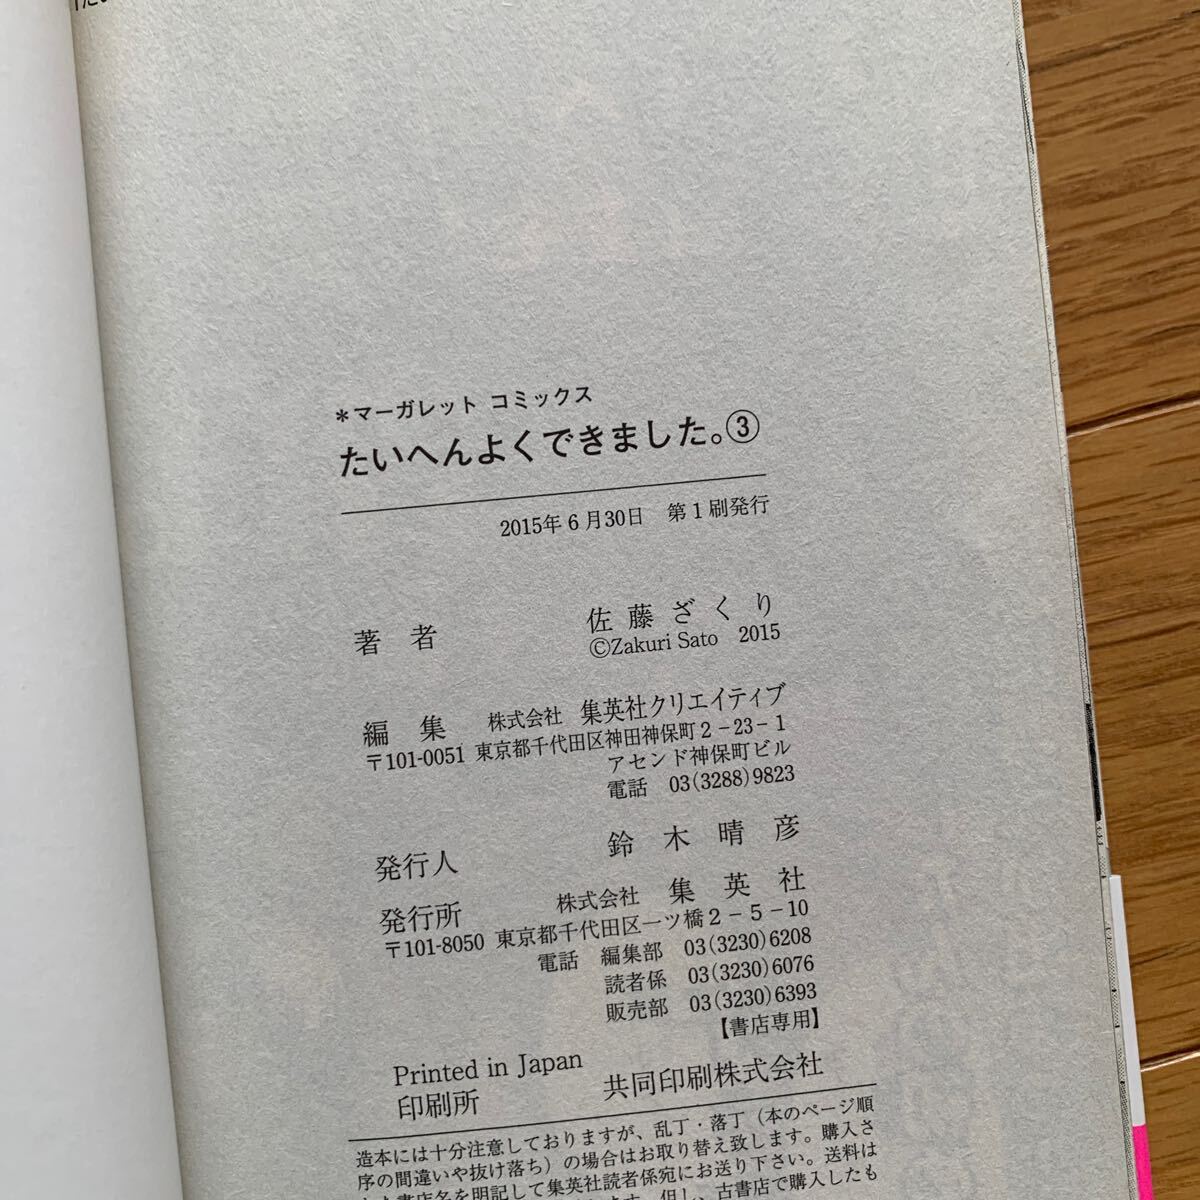 ＊マーガレット コミックス
たいへんよくできました。③
2015年6月30日　第1刷発行
著者　佐藤ざくり
©Zakuri Sato 2015
編集　株式会社 集英社クリエイティブ
〒101-0051 東京都千代田区神田神保町2－23－1
アセンド神保町ビル
電話　03(3288)9823
発行人　鈴木晴彦
発行所　株式会社 集英社
〒101-8050 東京都千代田区一ツ橋2－5－10
電話　編集部　03(3230)6208
読者係　03(3230)6076
販売部　03(3230)6393
【書店専用】
Printed in Japan
印刷所　共同印刷株式会社
造本には十分注意しておりますが、乱丁・落丁（本のページ順
序の間違いや抜け落ち）の場合はお取り替え致します。購入さ
書店名を明記して集英社読者係宛にお送り下さい。送料は
但し、古書店で購入したも